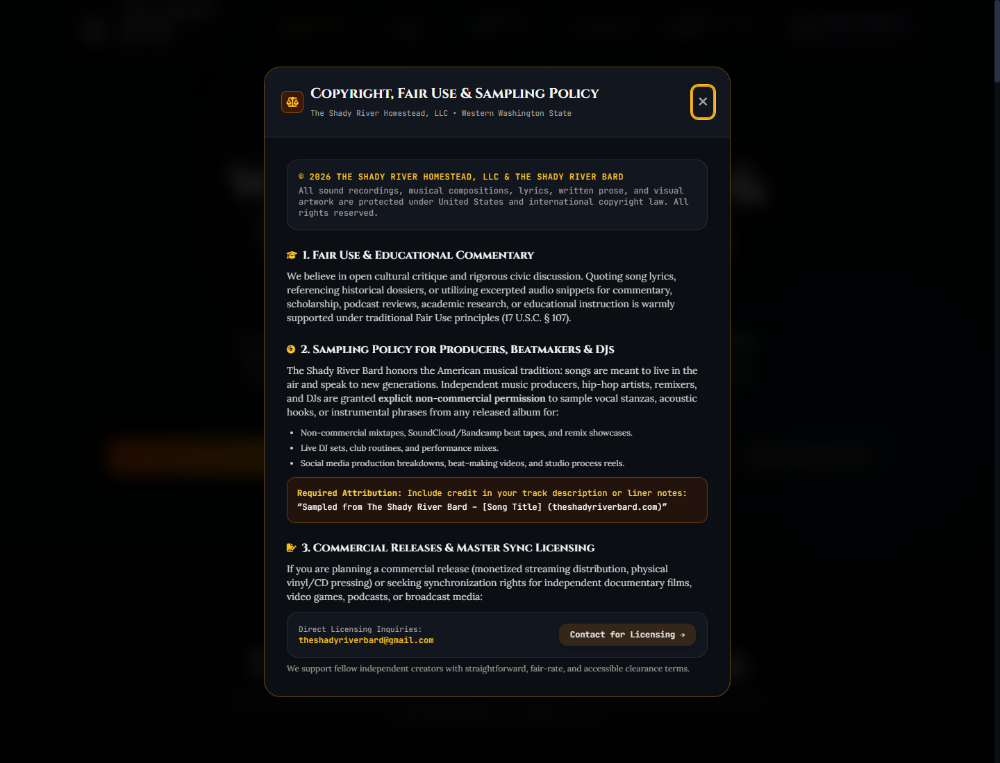 Copyright, Fair Use & Sampling Policy
The Shady River Homestead, LLC • Western Washington State
© 2026 THE SHADY RIVER HOMESTEAD, LLC & THE SHADY RIVER BARD
All sound recordings, musical compositions, lyrics, written prose, and visual
artwork are protected under United States and international copyright law. All
rights reserved.
1. Fair Use & Educational Commentary
We believe in open cultural critique and rigorous civic discussion. Quoting song lyrics,
referencing historical dossiers, or utilizing excerpted audio snippets for commentary,
scholarship, podcast reviews, academic research, or educational instruction is warmly
supported under traditional Fair Use principles (17 U.S.C. § 107).
2. Sampling Policy for Producers, Beatmakers & DJs
The Shady River Bard honors the American musical tradition: songs are meant to live in the
air and speak to new generations. Independent music producers, hip-hop artists, remixers,
and DJs are granted explicit non-commercial permission to sample vocal stanzas, acoustic
hooks, or instrumental phrases from any released album for:
• Non-commercial mixtapes, SoundCloud/Bandcamp beat tapes, and remix showcases.
• Live DJ sets, club routines, and performance mixes.
• Social media production breakdowns, beat-making videos, and studio process reels.
Required Attribution: Include credit in your track description or liner notes:
“Sampled from The Shady River Bard – [Song Title] (theshadyriverbard.com)”
3. Commercial Releases & Master Sync Licensing
If you are planning a commercial release (monetized streaming distribution, physical
vinyl/CD pressing) or seeking synchronization rights for independent documentary films,
video games, podcasts, or broadcast media:
Direct Licensing Inquiries:
theshadyriverbard@gmail.com
Contact for Licensing →
We support fellow independent creators with straightforward, fair-rate, and accessible clearance terms.